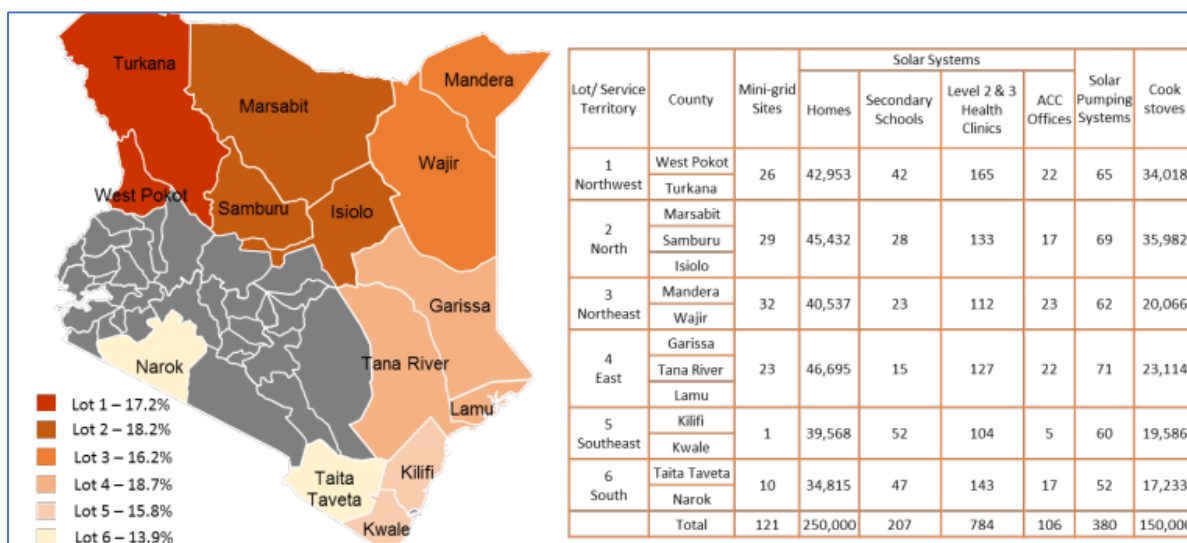 Turkana
Mandera
Marsabit
Wajir
West Pokot
Samburu
Isiolo
Garissa
Tana River
Narok
Lamu
Taita
Taveta
Kilifi
Kwale
Lot 1 – 17.2%
Lot 2 – 18.2%
Lot 3 – 16.2%
Lot 4 – 18.7%
Lot 5 – 15.8%
Lot 6 – 13.9%
Lot/ Service Territory County Mini-grid Sites Solar Systems Solar Pumping Systems Cook stoves
Homes Secondary Schools Level 2 & 3 Health Clinics ACC Offices
1 Northwest West Pokot 26 42,953 42 165 22 65 34,018
Turkana
2 North Marsabit 29 45,432 28 133 17 69 35,982
Samburu
Isiolo
3 Northeast Mandera 32 40,537 23 112 23 62 20,066
Wajir
4 East Garissa 23 46,695 15 127 22 71 23,114
Tana River
Lamu
5 Southeast Kilifi 1 39,568 52 104 5 60 19,586
Kwale
6 South Taita Taveta 10 34,815 47 143 17 52 17,233
Narok
Total 121 250,000 207 784 106 380 150,000